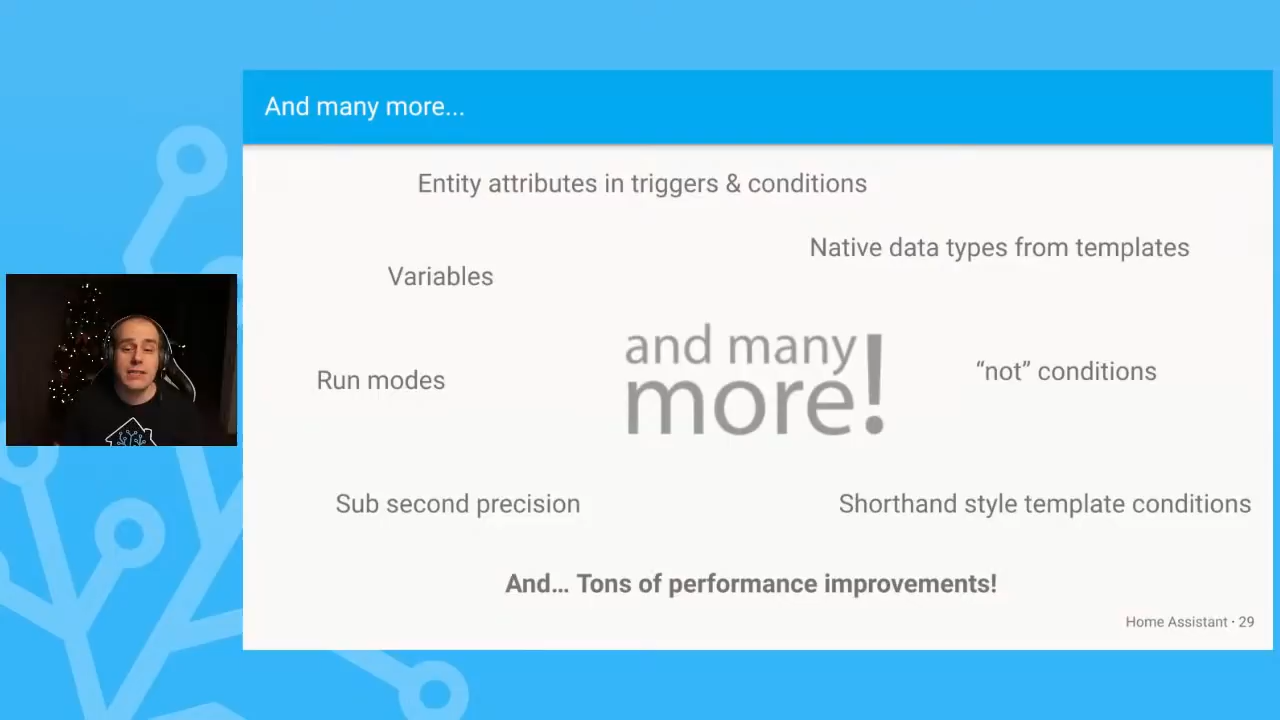 And many more...
Entity attributes in triggers & conditions
Native data types from templates
Variables
and many
more!
“not” conditions
Run modes
Sub second precision
Shorthand style template conditions
And… Tons of performance improvements!
Home Assistant · 29